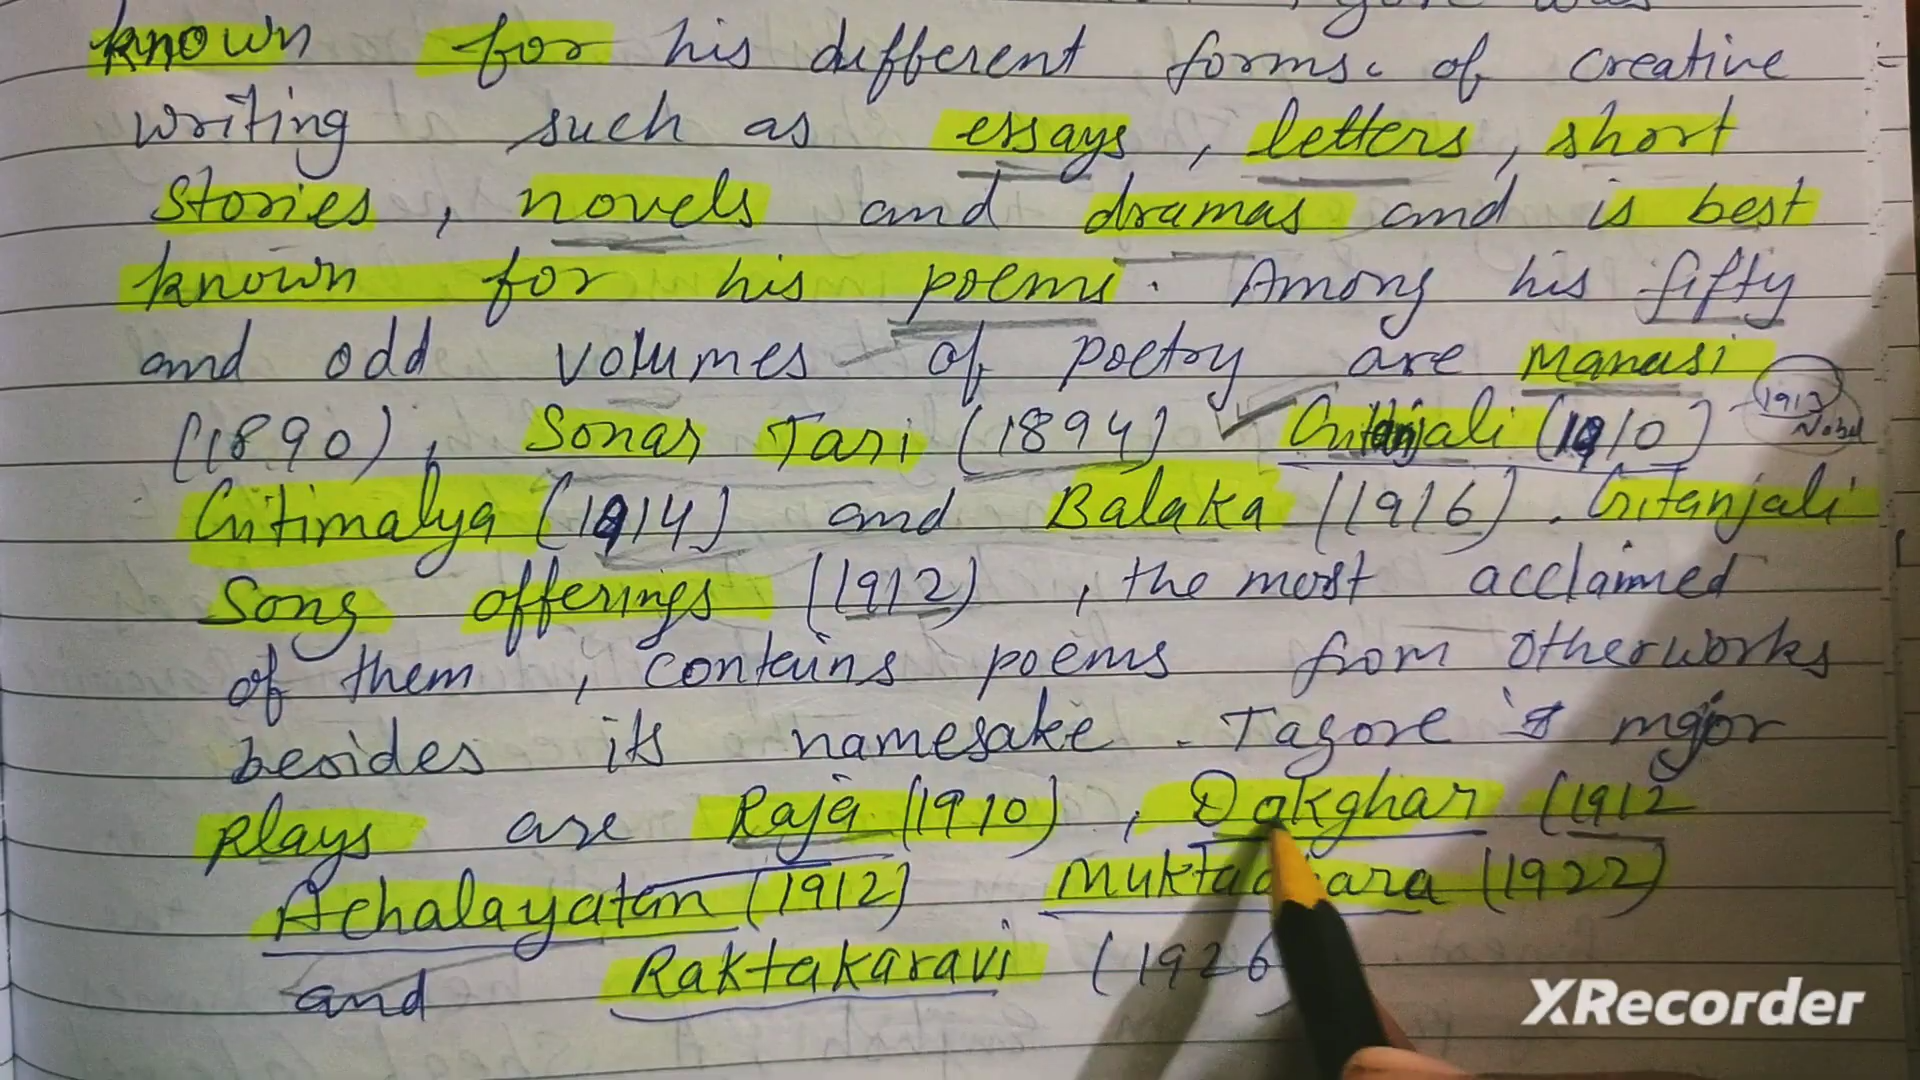 known for his different forms. of creative
writing such as essays, letters, short
stories, novels and dramas and is best
known for his poems. Among his fifty
and odd volumes of poetry are Manasi
(1890), Sonar Tari (1894) Gitanjali (1910) 1913 Nobel
Gitimalya (1914) and Balaka (1916). Gitanjali
Song offerings (1912), the most acclaimed
of them, contains poems from other works
besides its namesake. Tagore's major
plays are Raja (1910), Dakghar (1912
Achalayatan (1912) Muktadhara (1922)
and Raktakaravi (1926
XRecorder